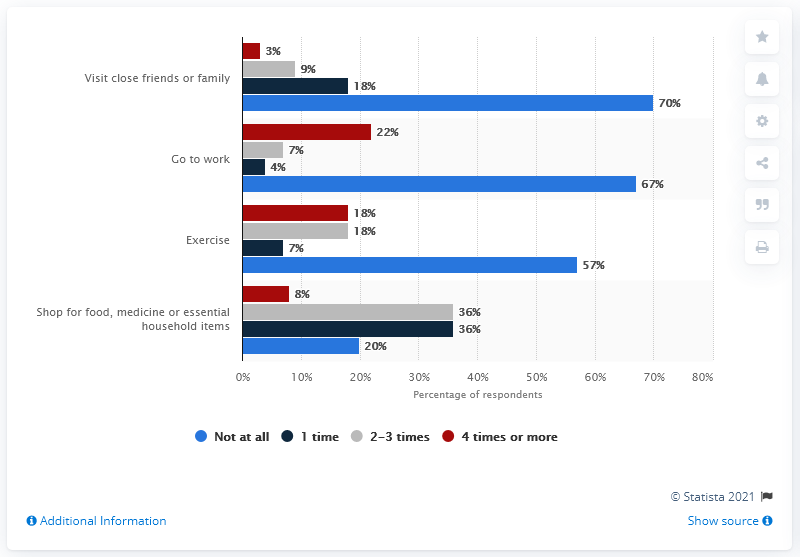 3%
9%
Visit close friends or family
18%
70%
22%
7%
Go to work
4%
67%
18%
18%
Exercise
7%
57%
8%
Shop for food, medicine or essential
household items
36%
36%
20%
0% 10% 20% 30% 40% 50% 60% 70% 80%
Percentage of respondents
Not at all 1 time 2-3 times 4 times or more
© Statista 2021
Additional Information Show source